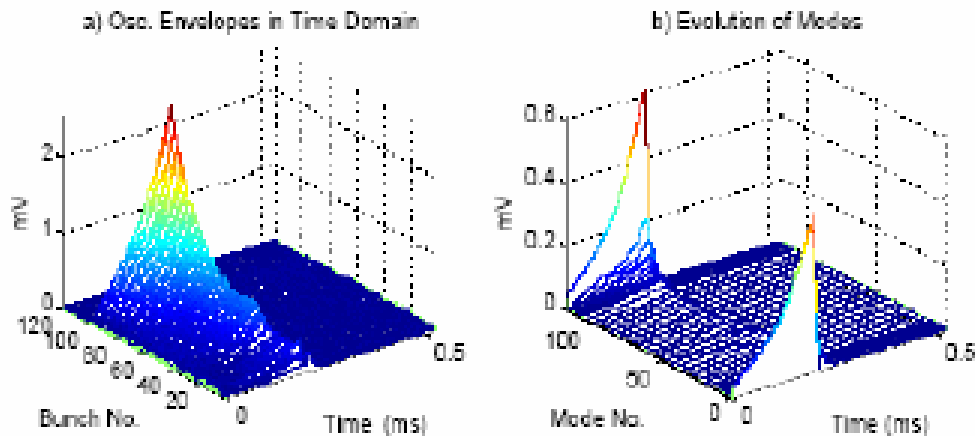 a) Osc. Envelopes in Time Domain
mV
2
1
0
120
100
80
60
40
20
0
0.5
Bunch No.
Time (ms)
b) Evolution of Modes
mV
0.6
0.4
0.2
0
100
50
0
0
0.5
Mode No.
Time (ms)